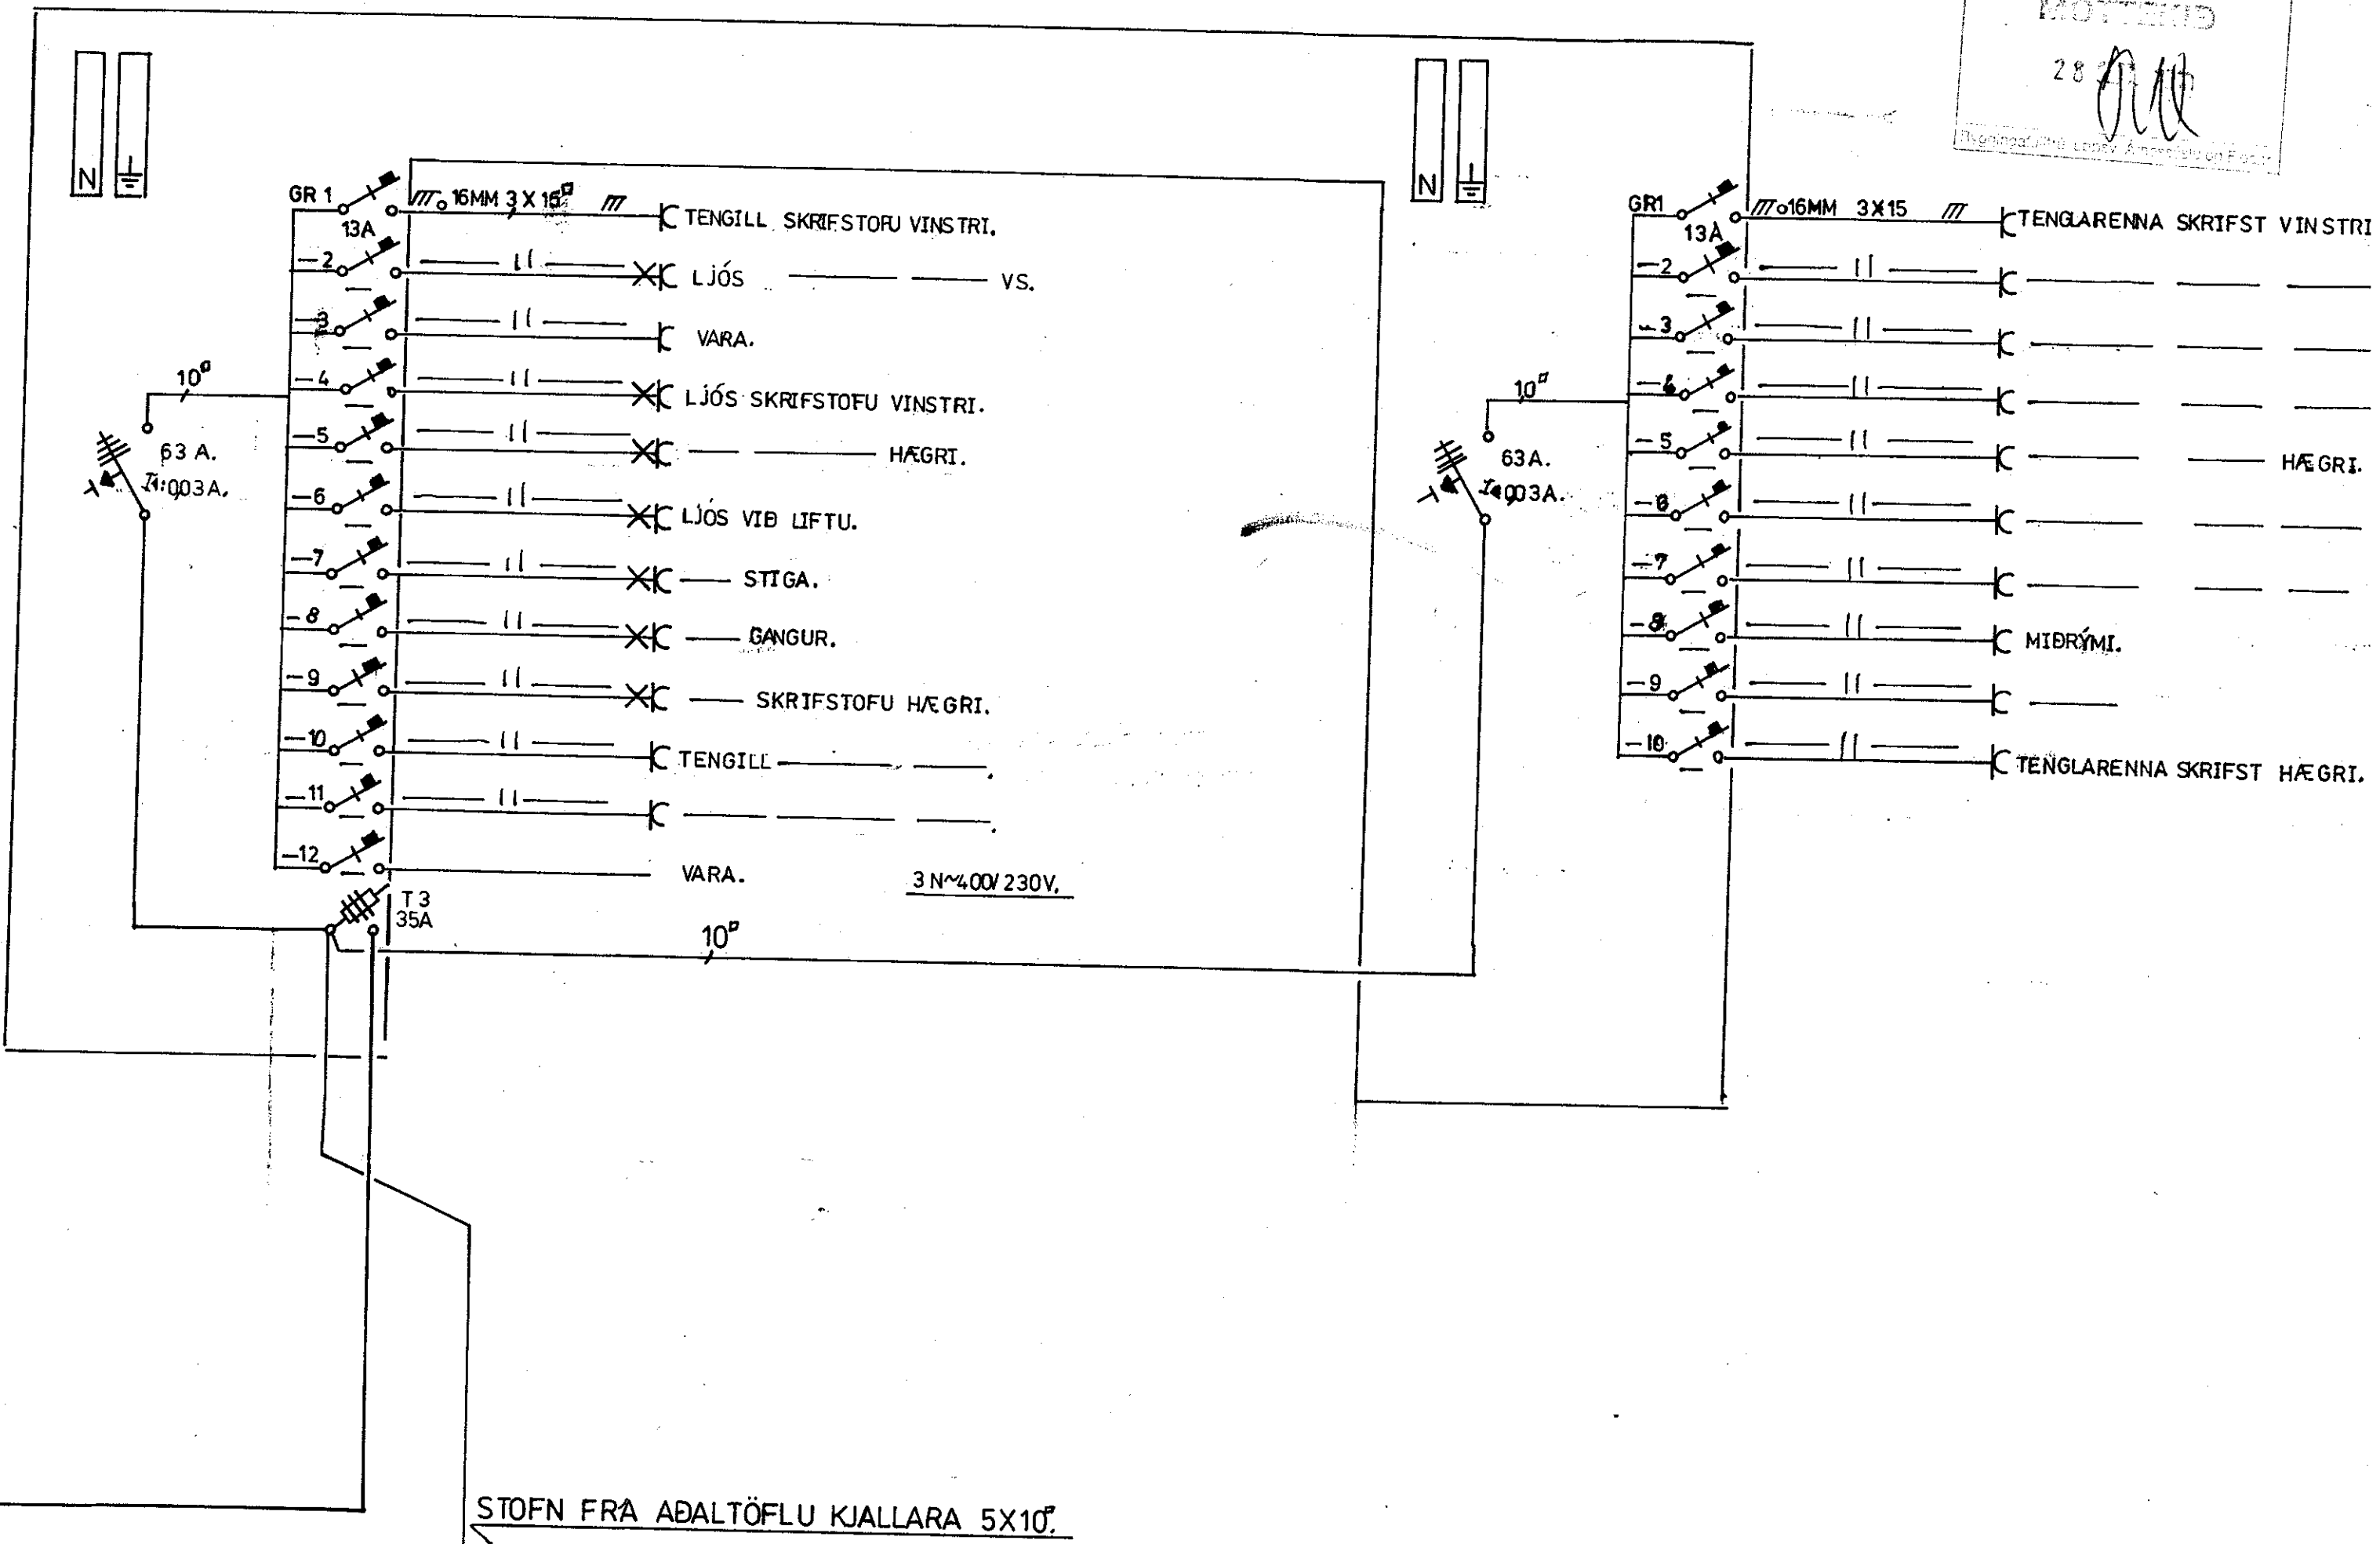 28
N
N
GR 1
16MM 3 X 15□
TENGILL SKRIFSTOFU VINSTRI.
13A
—2
LJÓS — — VS.
—3
VARA.
—4
LJÓS SKRIFSTOFU VINSTRI.
—5
— — HÆGRI.
—6
LJÓS VIÐ LIFTU.
—7
— STIGA.
—8
— GANGUR.
—9
— SKRIFSTOFU HÆGRI.
—10
TENGILL — —.
—11
— — —.
—12
VARA.
10□
63 A.
T3
35A
3 N~400/230V.
10□
GR1
16MM 3X15
TENGLARENNA SKRIFST VINSTRI
13A
—2
—3
—4
—5
— — HÆGRI.
—6
—7
—8
MIÐRÝMI.
—9
—10
TENGLARENNA SKRIFST HÆGRI.
10□
63A.
STOFN FRÁ AÐALTÖFLU KJALLARA 5X10□.